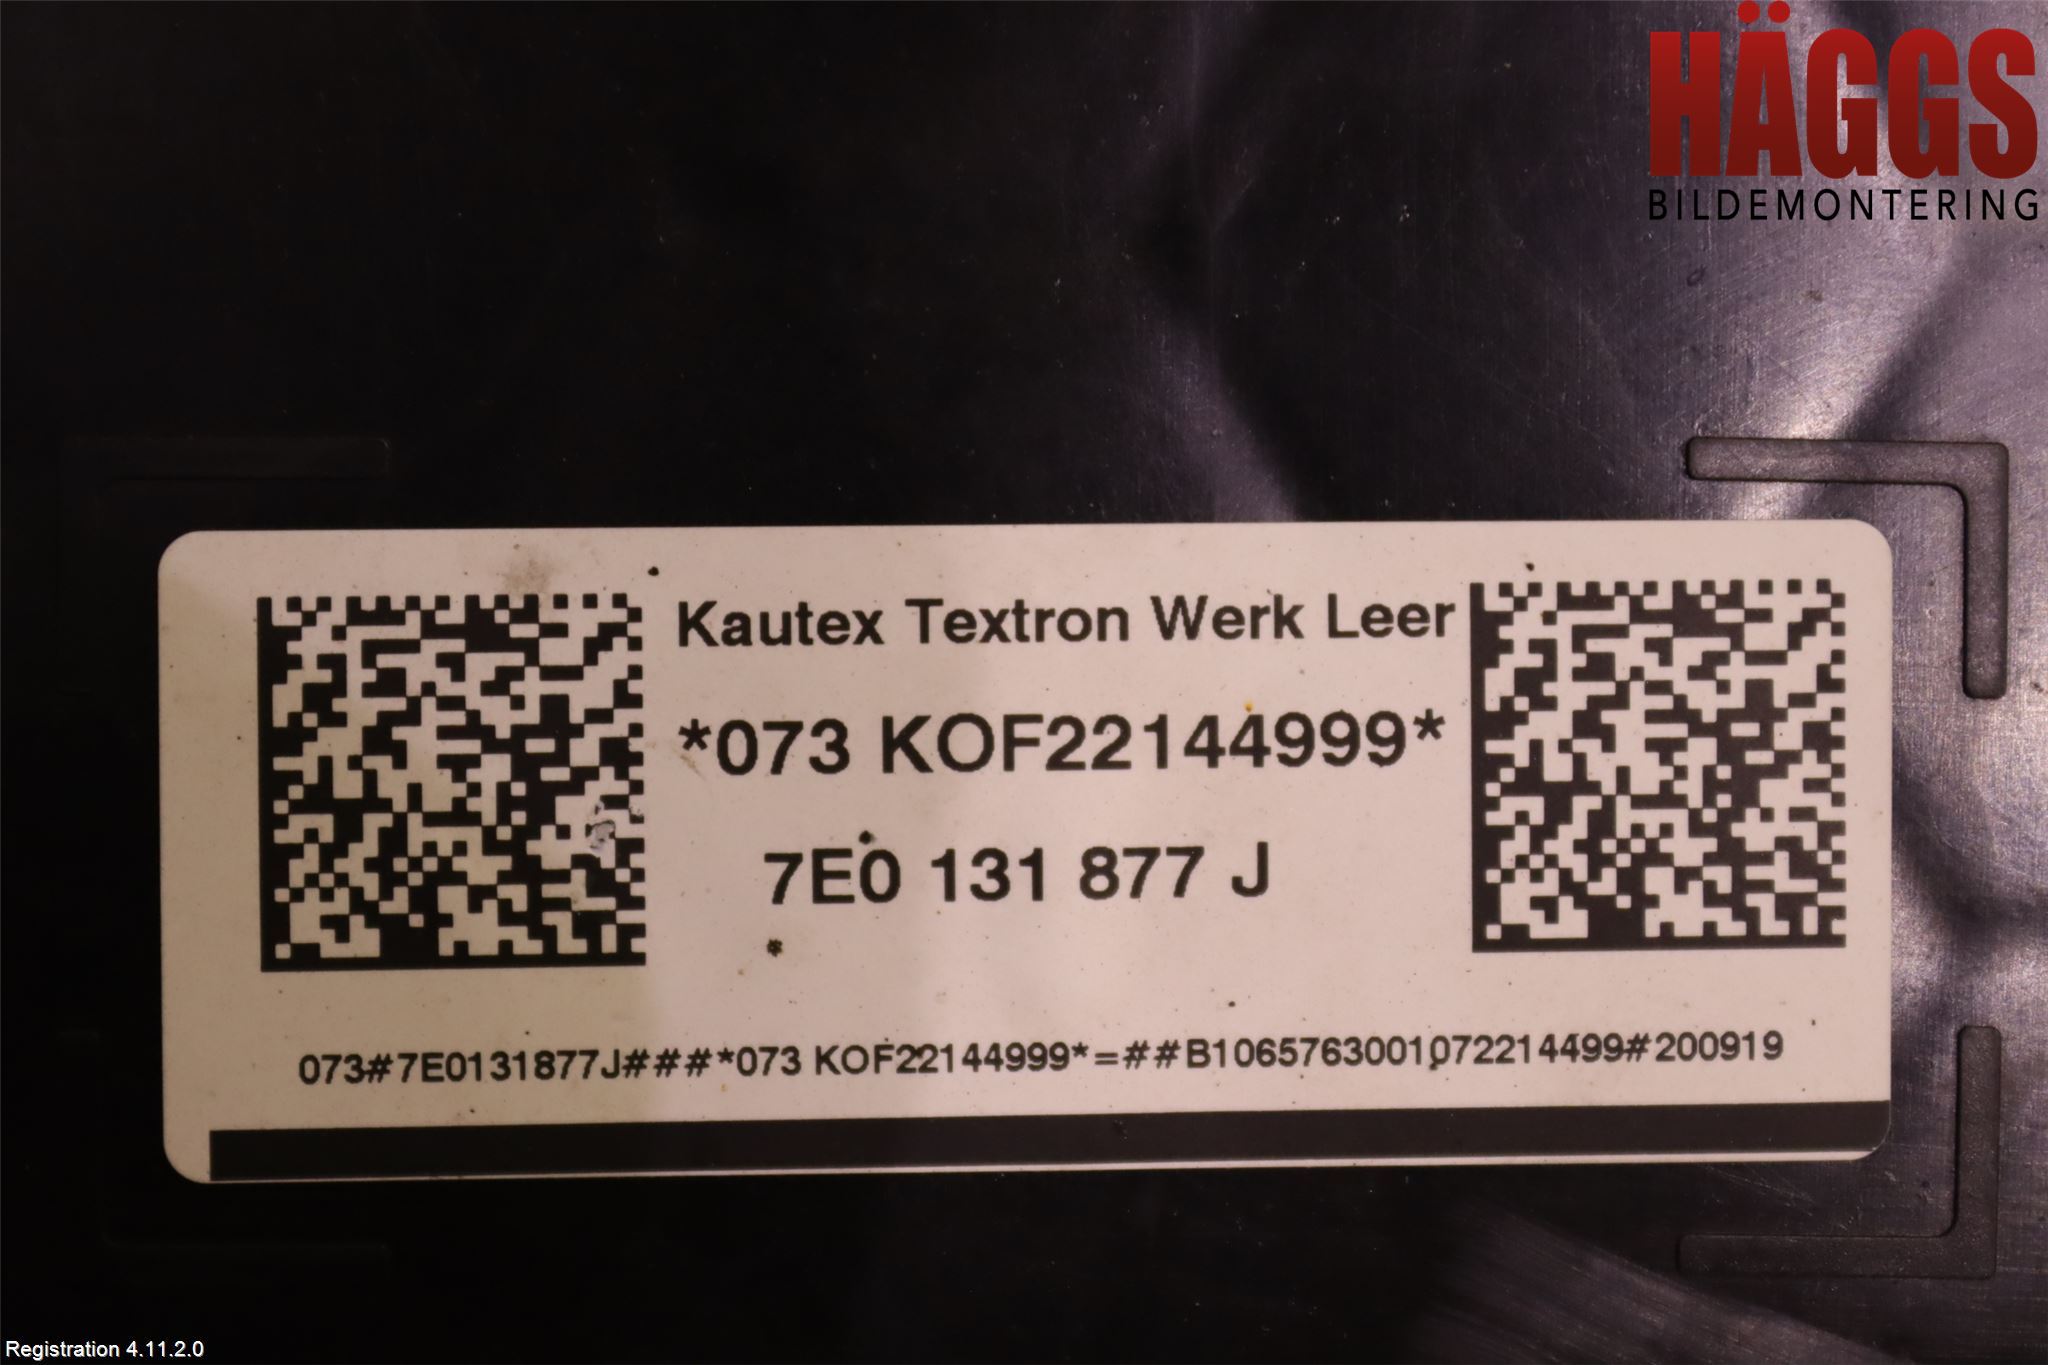 HÄGGS
BILDEMONTERING
Kautex Textron Werk Leer
*073 KOF22144999*
7E0 131 877 J
073#7E0131877J###*073 KOF22144999*=##B1065763001072214499#200919
Registration 4.11.2.0